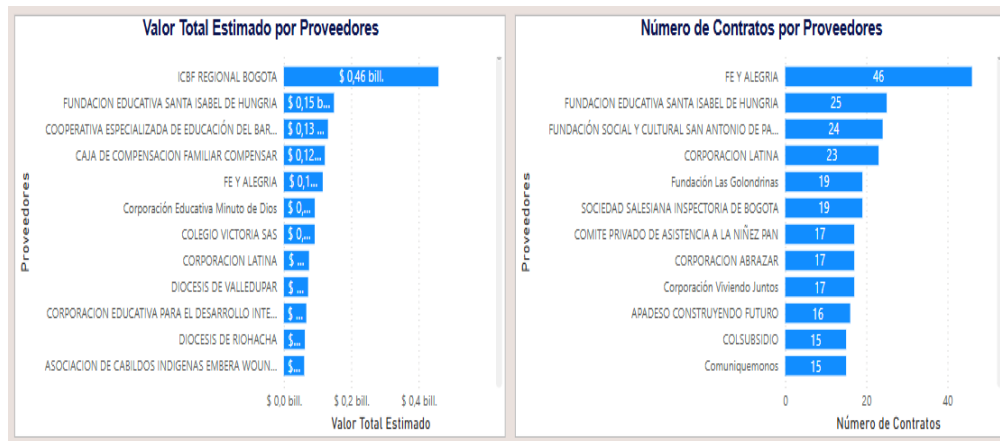 Valor Total Estimado por Proveedores
Proveedores
ICBF REGIONAL BOGOTA $ 0,46 bill.
FUNDACION EDUCATIVA SANTA ISABEL DE HUNGRIA $ 0,15 b...
COOPERATIVA ESPECIALIZADA DE EDUCACIÓN DEL BAR... $ 0,13 ...
CAJA DE COMPENSACION FAMILIAR COMPENSAR $ 0,12...
FE Y ALEGRIA $ 0,1...
Corporación Educativa Minuto de Dios $ 0,...
COLEGIO VICTORIA SAS $ 0,...
CORPORACION LATINA $ ...
DIOCESIS DE VALLEDUPAR $ ...
CORPORACION EDUCATIVA PARA EL DESARROLLO INTE... $ ...
DIOCESIS DE RIOHACHA $...
ASOCIACION DE CABILDOS INDIGENAS EMBERA WOUN... $...
$ 0,0 bill. $ 0,2 bill. $ 0,4 bill.
Valor Total Estimado
Número de Contratos por Proveedores
Proveedores
FE Y ALEGRIA 46
FUNDACION EDUCATIVA SANTA ISABEL DE HUNGRIA 25
FUNDACIÓN SOCIAL Y CULTURAL SAN ANTONIO DE PA... 24
CORPORACION LATINA 23
Fundación Las Golondrinas 19
SOCIEDAD SALESIANA INSPECTORIA DE BOGOTA 19
COMITE PRIVADO DE ASISTENCIA A LA NIÑEZ PAN 17
CORPORACION ABRAZAR 17
Corporación Viviendo Juntos 17
APADESO CONSTRUYENDO FUTURO 16
COLSUBSIDIO 15
Comuniquemonos 15
0 20 40
Número de Contratos